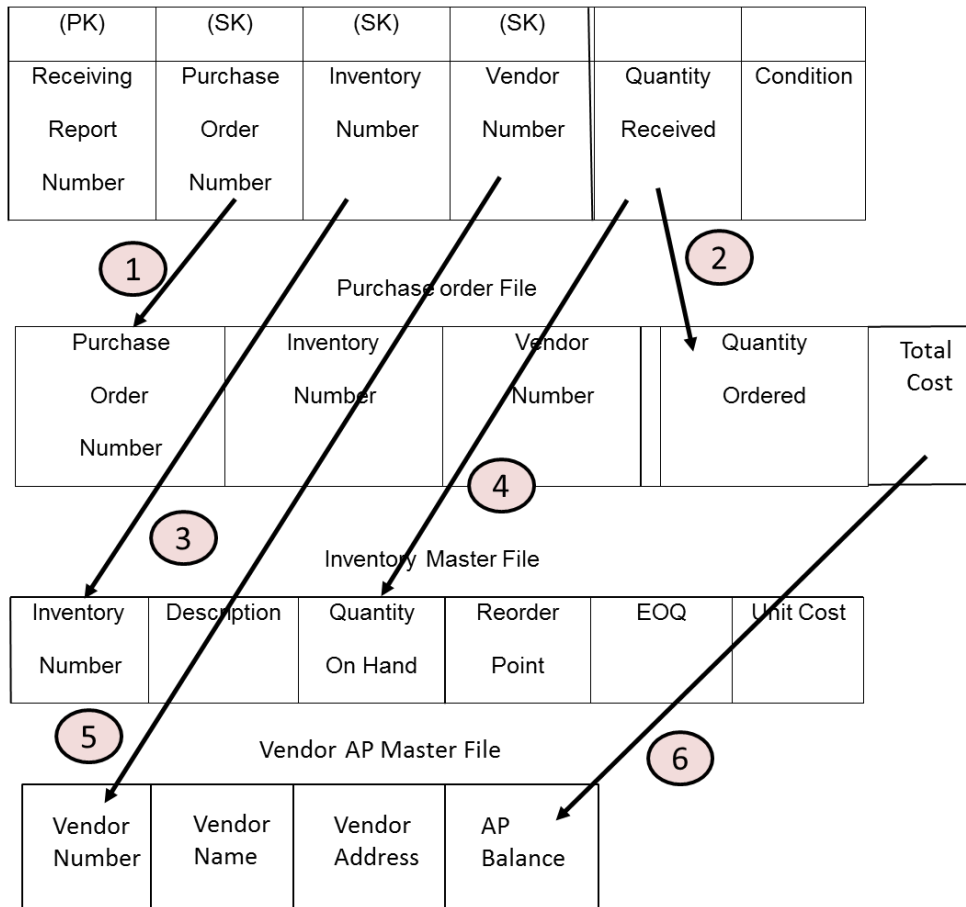 (PK) (SK) (SK) (SK)
Receiving Purchase Inventory Vendor Quantity Condition
Report Order Number Number Received
Number Number
1
2
Purchase order File
Purchase Inventory Vendor Quantity Total
Order Number Number Ordered Cost
Number
4
3
Inventory Master File
Inventory Description Quantity Reorder EOQ Unit Cost
Number On Hand Point
5
Vendor AP Master File
6
Vendor Vendor Vendor AP
Number Name Address Balance